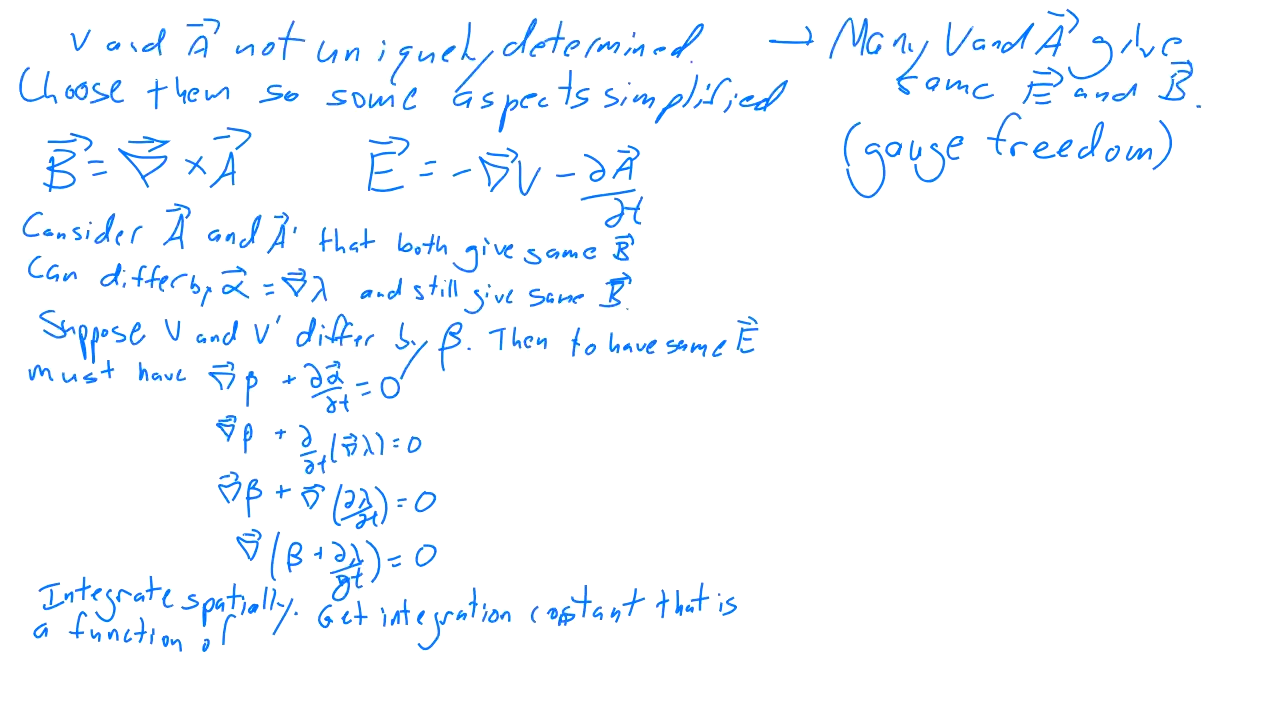 V and A⃗ not uniquely determined. → Many V and A⃗ give
Choose them so some aspects simplified same E⃗ and B⃗.
(gauge freedom)
B⃗ = ∇⃗ × A⃗ E⃗ = -∇⃗V - ∂A⃗/∂t
Consider A⃗ and A⃗' that both give same B⃗
Can differ by α⃗ = ∇⃗λ and still give same B⃗.
Suppose V and V' differ by β. Then to have same E⃗
must have ∇⃗β + ∂α⃗/∂t = 0
∇⃗β + ∂/∂t (∇⃗λ) = 0
∇⃗β + ∇⃗(∂λ/∂t) = 0
∇⃗(β + ∂λ/∂t) = 0
Integrate spatially. Get integration constant that is
a function of